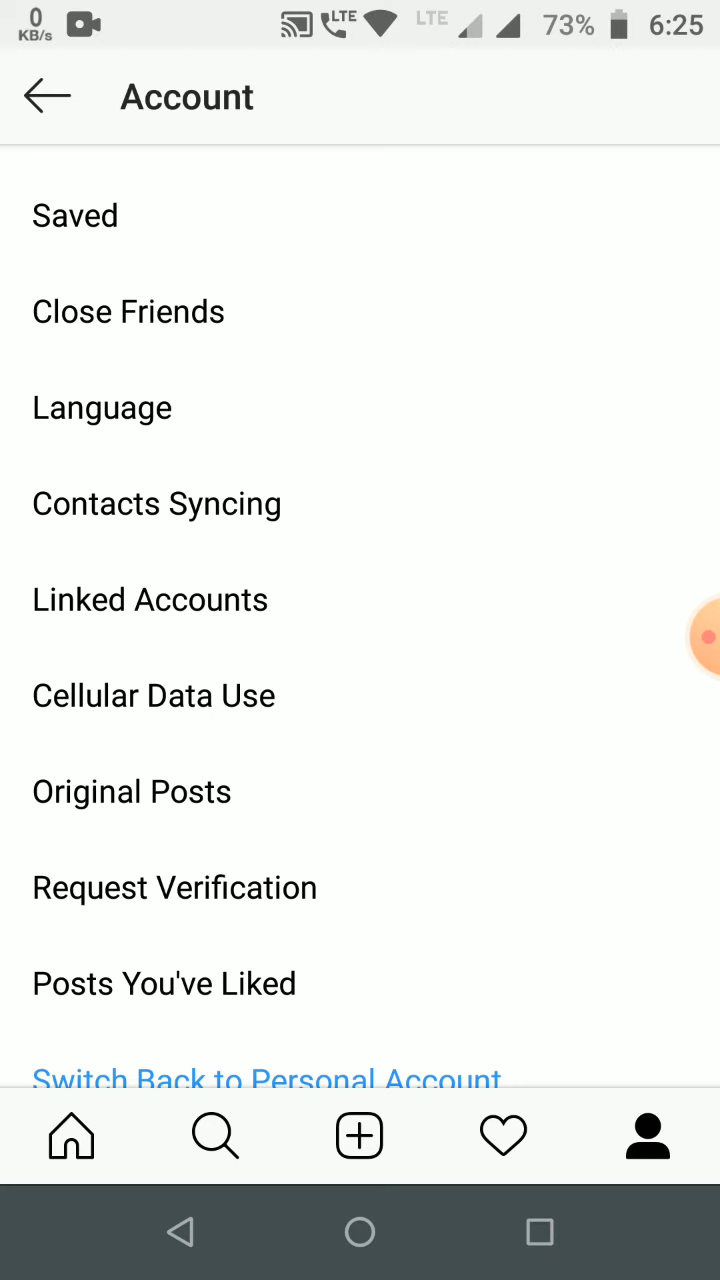 0
KB/s
LTE
LTE
73%
6:25
Account
Saved
Close Friends
Language
Contacts Syncing
Linked Accounts
Cellular Data Use
Original Posts
Request Verification
Posts You've Liked
Switch Back to Personal Account